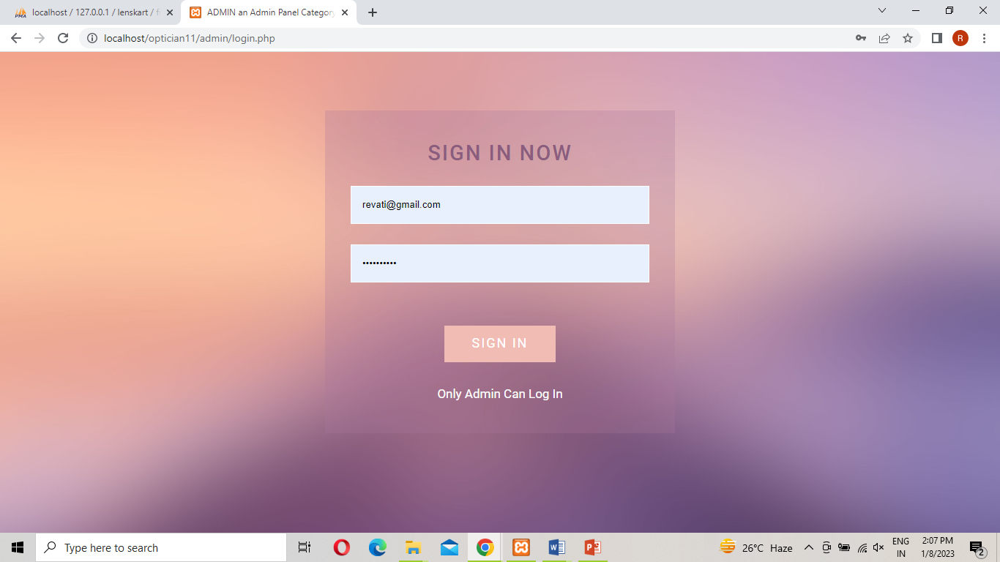 localhost / 127.0.0.1 / lenskart /
ADMIN an Admin Panel Category
localhost/optician11/admin/login.php
R
SIGN IN NOW
revati@gmail.com
••••••••••
SIGN IN
Only Admin Can Log In
Type here to search
26°C Haze
ENG
IN
2:07 PM
1/8/2023
2